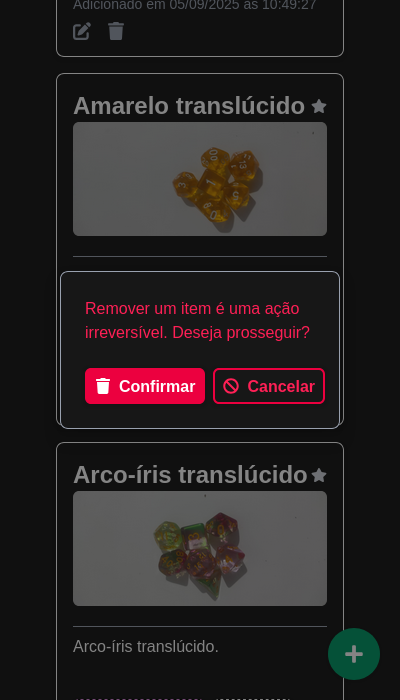 Adicionado em 05/09/2025 às 10:49:27
Amarelo translúcido
Remover um item é uma ação
irreversível. Deseja prosseguir?
Confirmar
Cancelar
Arco-íris translúcido
Arco-íris translúcido.